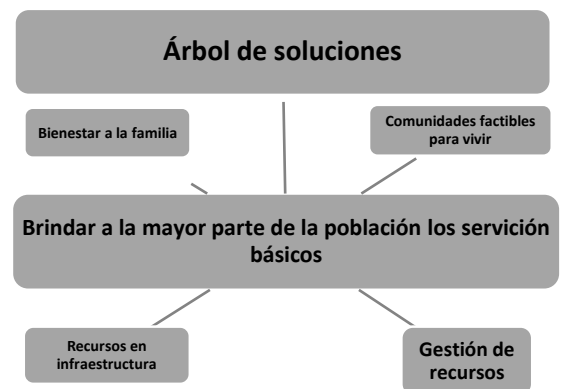 Árbol de soluciones
Bienestar a la familia
Comunidades factibles
para vivir
Brindar a la mayor parte de la población los servición
básicos
Recursos en
infraestructura
Gestión de
recursos